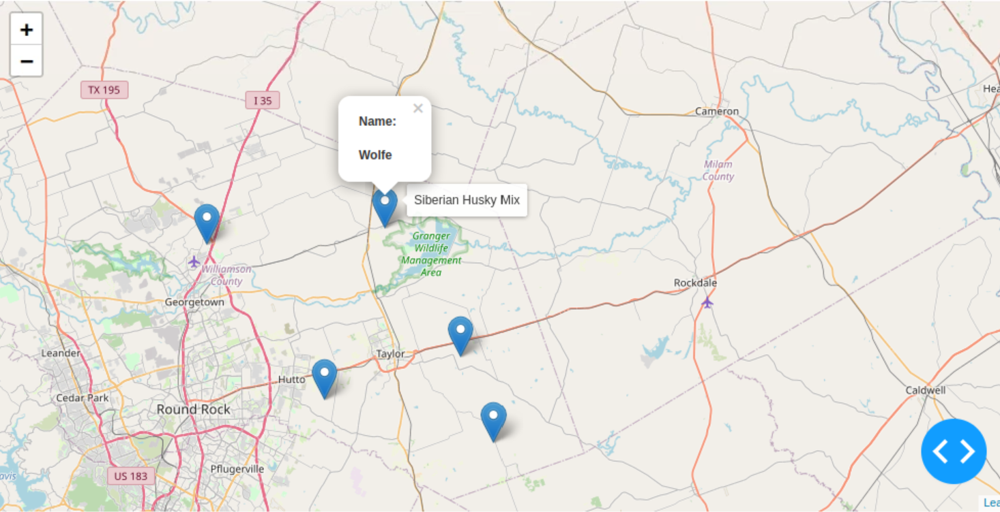 +
−
TX 195
I 35
Hea
Cameron
×
Name:
Wolfe
Milam
County
Siberian Husky Mix
Granger
Wildlife
Management
Area
Williamson
County
Rockdale
Georgetown
Leander
Taylor
Hutto
Cedar Park
Caldwell
Round Rock
Pflugerville
US 183
avis
Lea